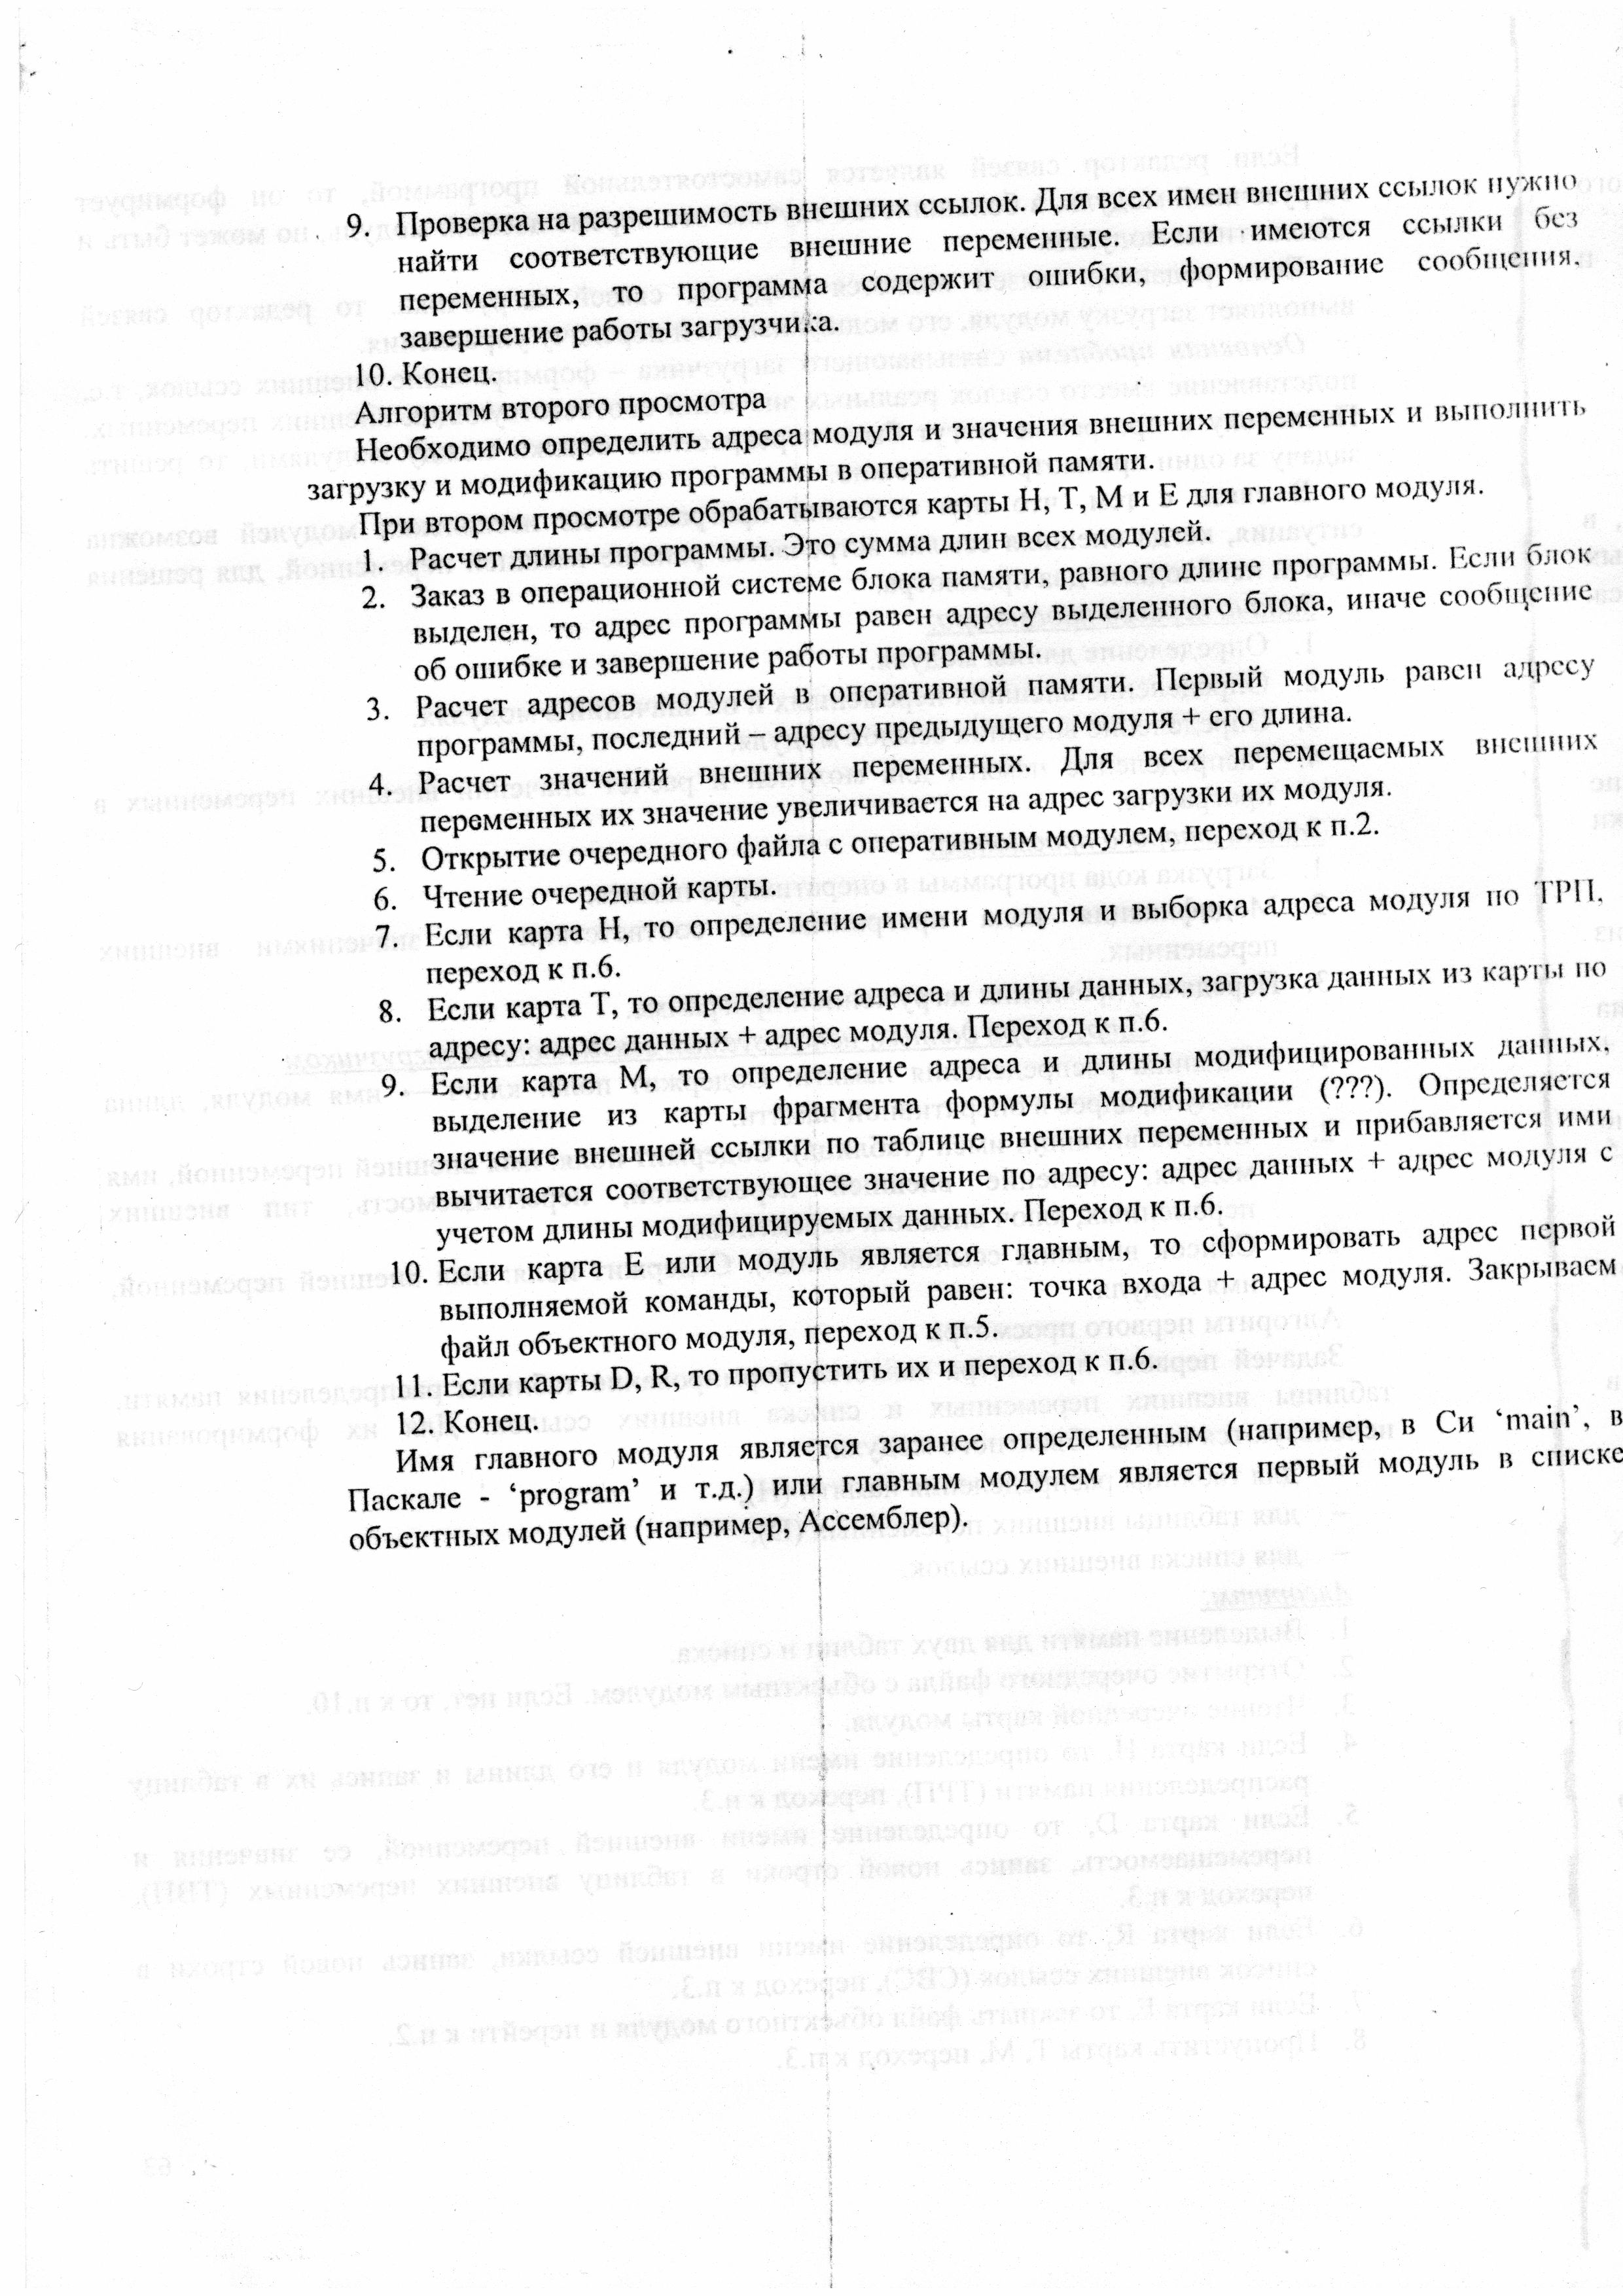 9. Проверка на разрешимость внешних ссылок. Для всех имен внешних ссылок нужно
найти соответствующие внешние переменные. Если имеются ссылки без
переменных, то программа содержит ошибки, формирование сообщения,
завершение работы загрузчика.
10. Конец.
Алгоритм второго просмотра
Необходимо определить адреса модуля и значения внешних переменных и выполнить
загрузку и модификацию программы в оперативной памяти.
При втором просмотре обрабатываются карты H, T, M и E для главного модуля.
1. Расчет длины программы. Это сумма длин всех модулей.
2. Заказ в операционной системе блока памяти, равного длине программы. Если блок
выделен, то адрес программы равен адресу выделенного блока, иначе сообщение
об ошибке и завершение работы программы.
3. Расчет адресов модулей в оперативной памяти. Первый модуль равен адресу
программы, последний – адресу предыдущего модуля + его длина.
4. Расчет значений внешних переменных. Для всех перемещаемых внешних
переменных их значение увеличивается на адрес загрузки их модуля.
5. Открытие очередного файла с оперативным модулем, переход к п.2.
6. Чтение очередной карты.
7. Если карта H, то определение имени модуля и выборка адреса модуля по ТРП,
переход к п.6.
8. Если карта T, то определение адреса и длины данных, загрузка данных из карты по
адресу: адрес данных + адрес модуля. Переход к п.6.
9. Если карта M, то определение адреса и длины модифицированных данных,
выделение из карты фрагмента формулы модификации (???). Определяется
значение внешней ссылки по таблице внешних переменных и прибавляется ими
вычитается соответствующее значение по адресу: адрес данных + адрес модуля с
учетом длины модифицируемых данных. Переход к п.6.
10. Если карта E или модуль является главным, то сформировать адрес первой
выполняемой команды, который равен: точка входа + адрес модуля. Закрываем
файл объектного модуля, переход к п.5.
11. Если карты D, R, то пропустить их и переход к п.6.
12. Конец.
Имя главного модуля является заранее определенным (например, в Си ‘main’, в
Паскале - ‘program’ и т.д.) или главным модулем является первый модуль в списке
объектных модулей (например, Ассемблер).